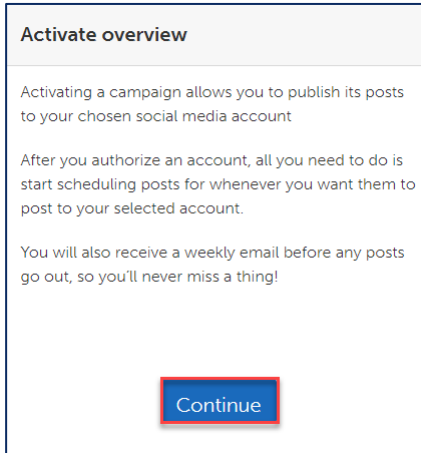 Activate overview
Activating a campaign allows you to publish its posts
to your chosen social media account
After you authorize an account, all you need to do is
start scheduling posts for whenever you want them to
post to your selected account.
You will also receive a weekly email before any posts
go out, so you'll never miss a thing!
Continue